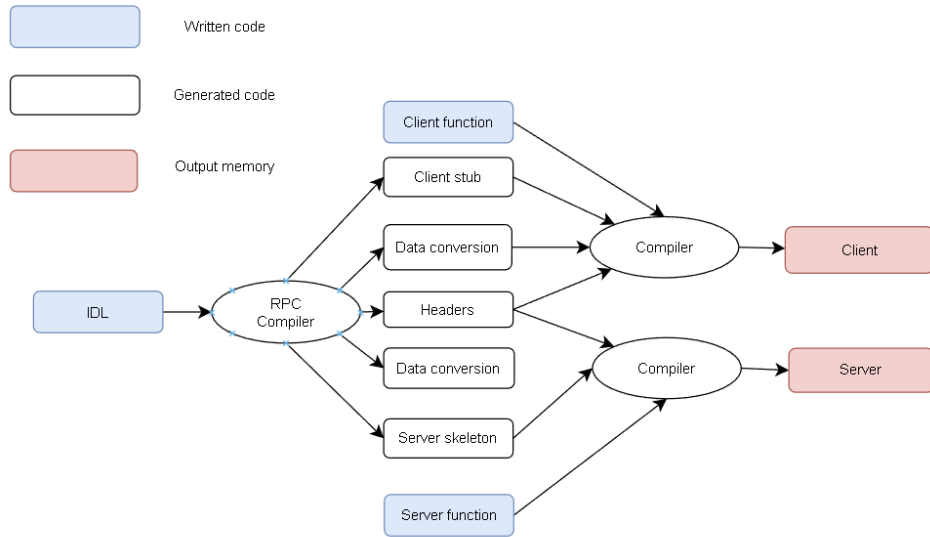 Written code
Generated code
Output memory
Client function
Client stub
Data conversion
Compiler
Client
IDL
RPC
Compiler
Headers
Data conversion
Compiler
Server
Server skeleton
Server function